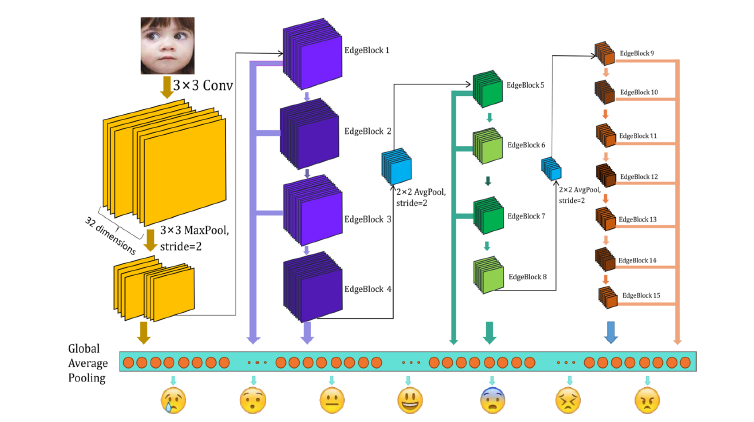 3×3 Conv
32 dimensions
3×3 MaxPool,
stride=2
EdgeBlock 1
EdgeBlock 2
EdgeBlock 3
EdgeBlock 4
2×2 AvgPool,
stride=2
EdgeBlock 5
EdgeBlock 6
EdgeBlock 7
EdgeBlock 8
2×2 AvgPool,
stride=2
EdgeBlock 9
EdgeBlock 10
EdgeBlock 11
EdgeBlock 12
EdgeBlock 13
EdgeBlock 14
EdgeBlock 15
Global
Average
Pooling